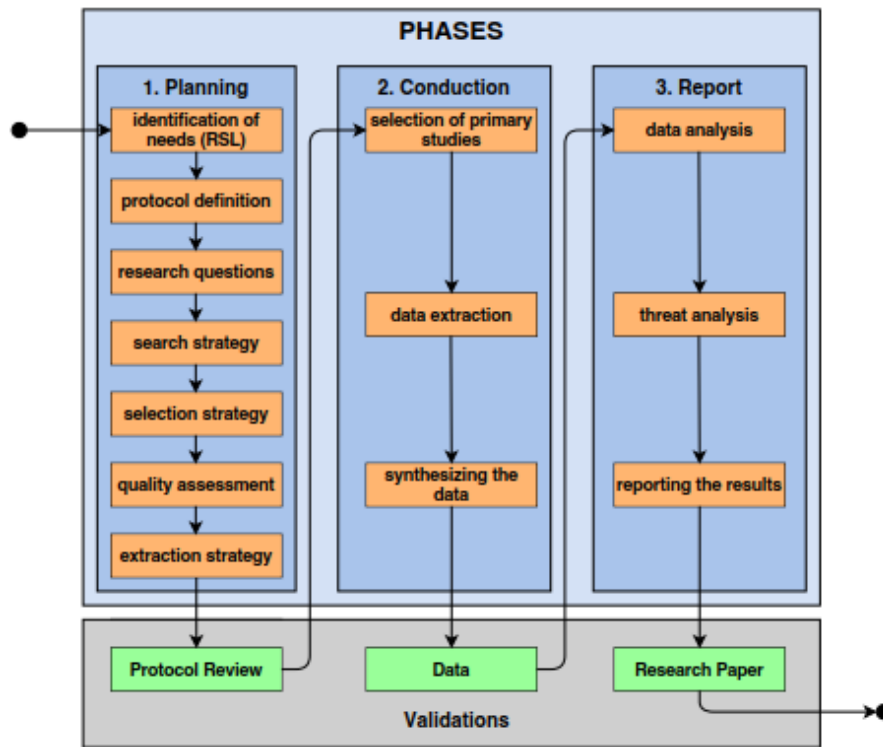 PHASES
1. Planning
identification of
needs (RSL)
protocol definition
research questions
search strategy
selection strategy
quality assessment
extraction strategy
2. Conduction
selection of primary
studies
data extraction
synthesizing the
data
3. Report
data analysis
threat analysis
reporting the results
Protocol Review
Data
Research Paper
Validations